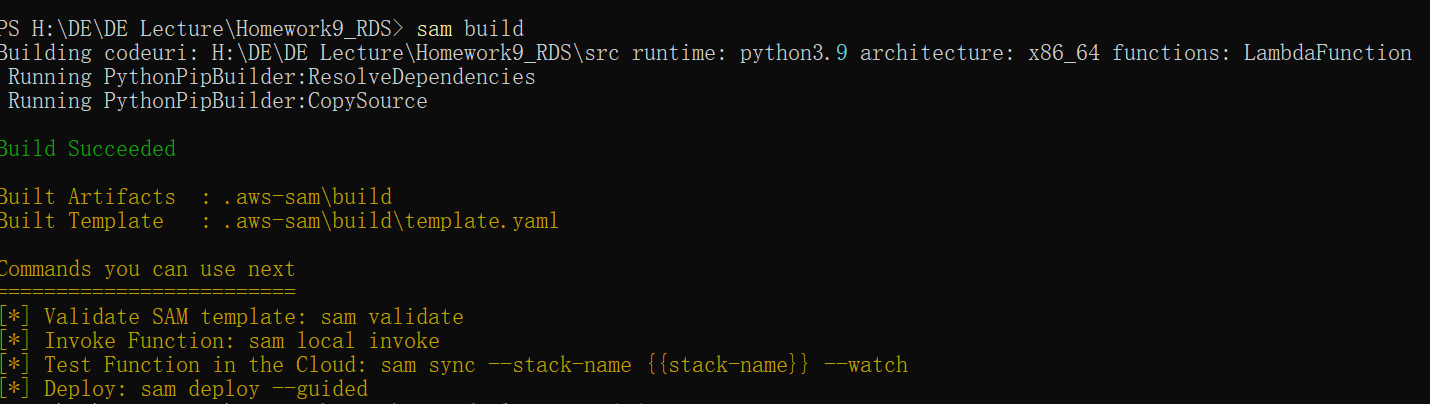 PS H:\DE\DE Lecture\Homework9_RDS> sam build
Building codeuri: H:\DE\DE Lecture\Homework9_RDS\src runtime: python3.9 architecture: x86_64 functions: LambdaFunction
Running PythonPipBuilder:ResolveDependencies
Running PythonPipBuilder:CopySource
Build Succeeded
Built Artifacts  : .aws-sam\build
Built Template   : .aws-sam\build\template.yaml
Commands you can use next
=========================
[*] Validate SAM template: sam validate
[*] Invoke Function: sam local invoke
[*] Test Function in the Cloud: sam sync --stack-name {{stack-name}} --watch
[*] Deploy: sam deploy --guided